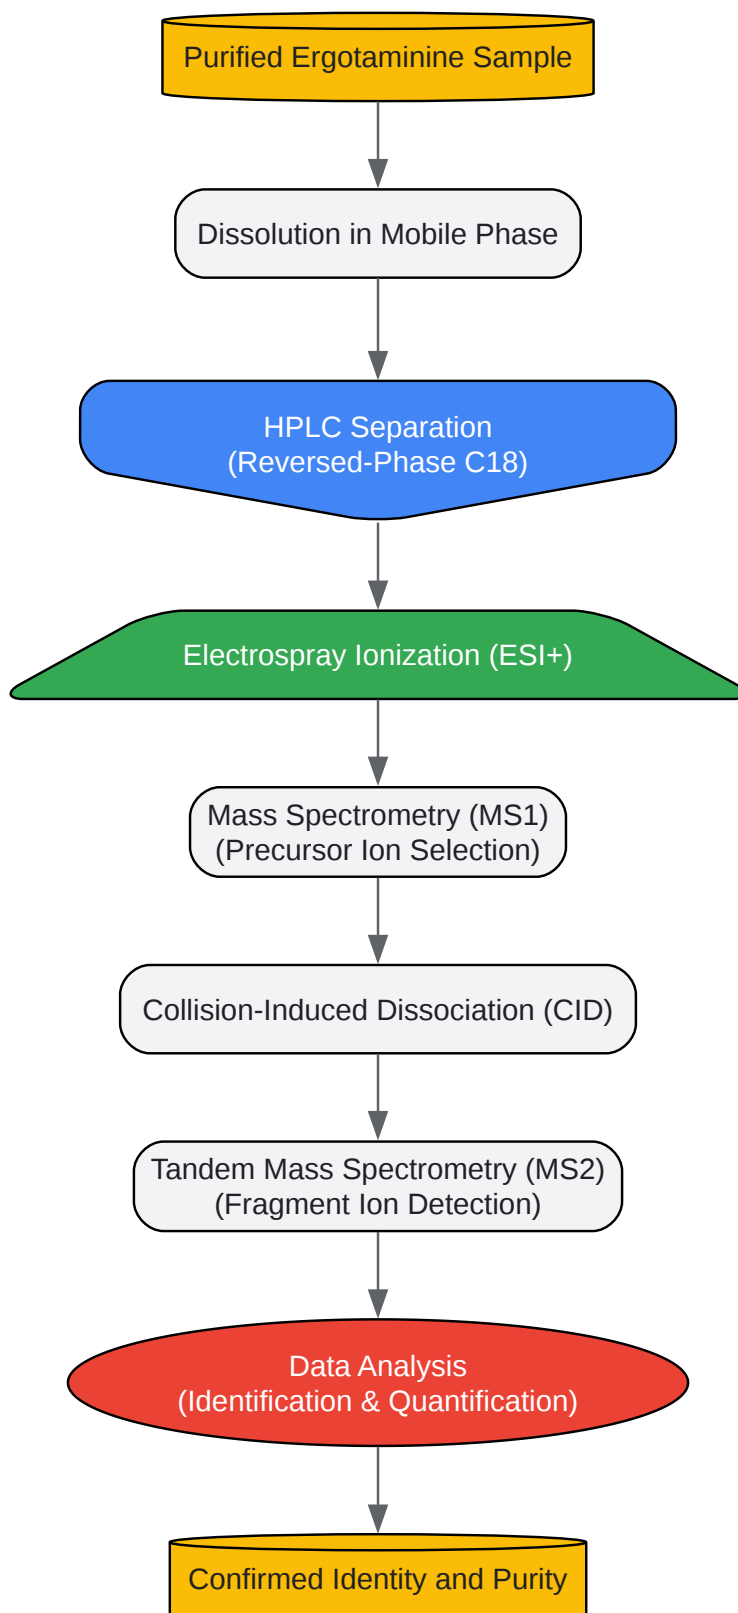 Purified Ergotaminine Sample
Dissolution in Mobile Phase
HPLC Separation
(Reversed-Phase C18)
Electrospray Ionization (ESI+)
Mass Spectrometry (MS1)
(Precursor Ion Selection)
Collision-Induced Dissociation (CID)
Tandem Mass Spectrometry (MS2)
(Fragment Ion Detection)
Data Analysis
(Identification & Quantification)
Confirmed Identity and Purity